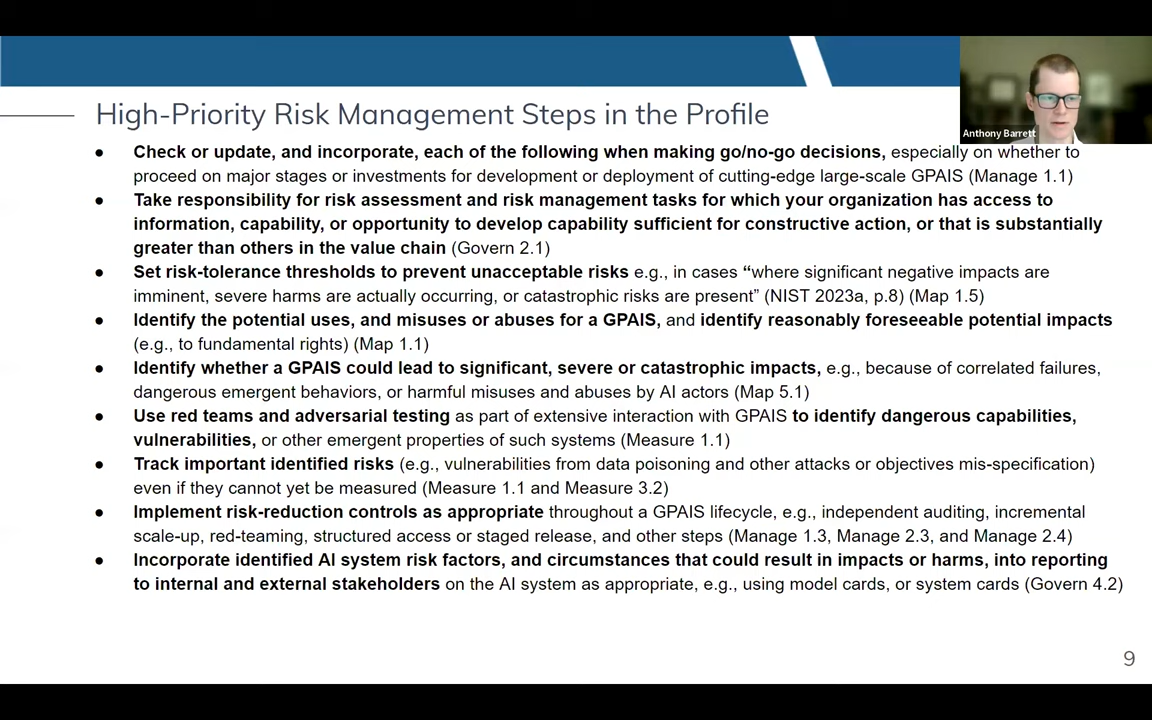 High-Priority Risk Management Steps in the Profile
Anthony Barrett
● Check or update, and incorporate, each of the following when making go/no-go decisions, especially on whether to
proceed on major stages or investments for development or deployment of cutting-edge large-scale GPAIS (Manage 1.1)
● Take responsibility for risk assessment and risk management tasks for which your organization has access to
information, capability, or opportunity to develop capability sufficient for constructive action, or that is substantially
greater than others in the value chain (Govern 2.1)
● Set risk-tolerance thresholds to prevent unacceptable risks e.g., in cases “where significant negative impacts are
imminent, severe harms are actually occurring, or catastrophic risks are present” (NIST 2023a, p.8) (Map 1.5)
● Identify the potential uses, and misuses or abuses for a GPAIS, and identify reasonably foreseeable potential impacts
(e.g., to fundamental rights) (Map 1.1)
● Identify whether a GPAIS could lead to significant, severe or catastrophic impacts, e.g., because of correlated failures,
dangerous emergent behaviors, or harmful misuses and abuses by AI actors (Map 5.1)
● Use red teams and adversarial testing as part of extensive interaction with GPAIS to identify dangerous capabilities,
vulnerabilities, or other emergent properties of such systems (Measure 1.1)
● Track important identified risks (e.g., vulnerabilities from data poisoning and other attacks or objectives mis-specification)
even if they cannot yet be measured (Measure 1.1 and Measure 3.2)
● Implement risk-reduction controls as appropriate throughout a GPAIS lifecycle, e.g., independent auditing, incremental
scale-up, red-teaming, structured access or staged release, and other steps (Manage 1.3, Manage 2.3, and Manage 2.4)
● Incorporate identified AI system risk factors, and circumstances that could result in impacts or harms, into reporting
to internal and external stakeholders on the AI system as appropriate, e.g., using model cards, or system cards (Govern 4.2)
9